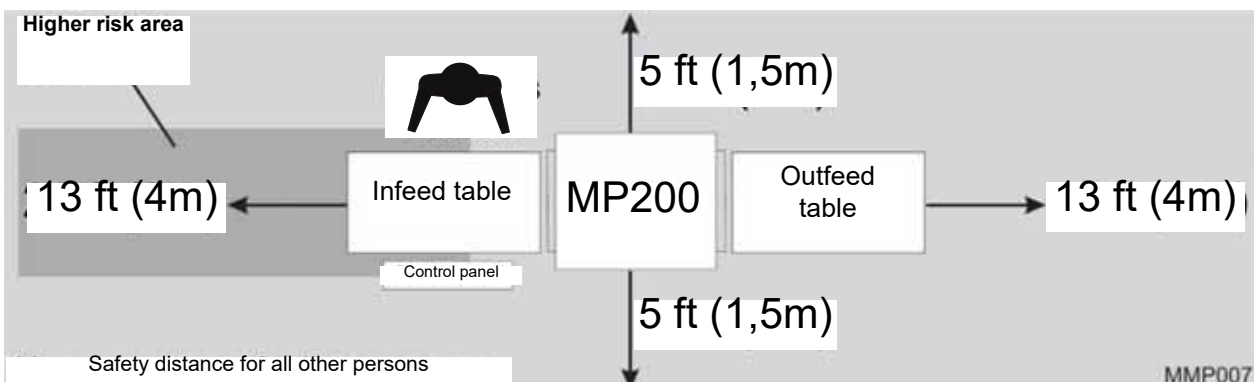 Higher risk area
5 ft (1,5m)
13 ft (4m)
Infeed table
MP200
Outfeed
table
13 ft (4m)
Control panel
5 ft (1,5m)
Safety distance for all other persons
MMP007